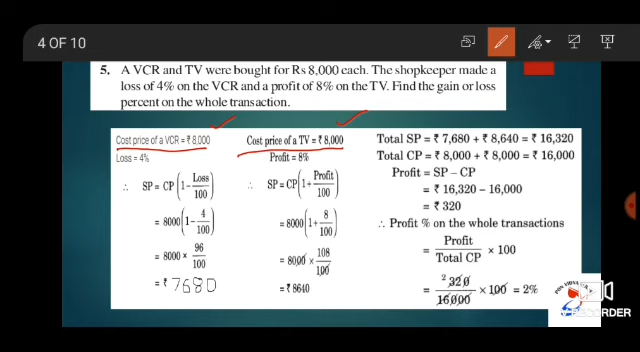 4 OF 10
5. A VCR and TV were bought for Rs 8,000 each. The shopkeeper made a
loss of 4% on the VCR and a profit of 8% on the TV. Find the gain or loss
percent on the whole transaction.
Cost price of a VCR = ₹ 8,000
Loss = 4%
∴ SP = CP(1 - Loss/100)
= 8000(1 - 4/100)
= 8000 × 96/100
= ₹ 7680
Cost price of a TV = ₹ 8,000
Profit = 8%
∴ SP = CP(1 + Profit/100)
= 8000(1 + 8/100)
= 8000 × 108/100
= ₹ 8640
Total SP = ₹ 7,680 + ₹ 8,640 = ₹ 16,320
Total CP = ₹ 8,000 + ₹ 8,000 = ₹ 16,000
Profit = SP − CP
= ₹ 16,320 − 16,000
= ₹ 320
∴ Profit % on the whole transactions
= Profit/Total CP × 100
= 320/16000 × 100 = 2%
2
RDER